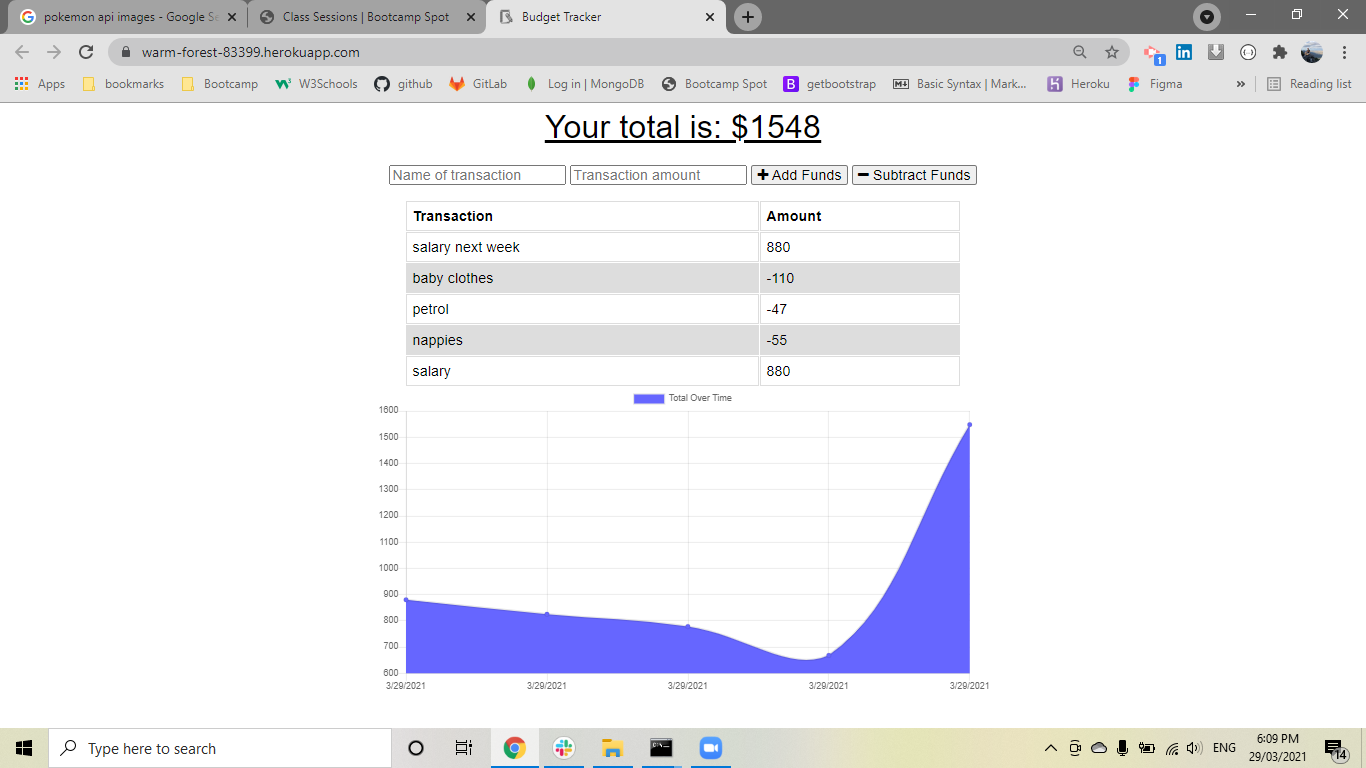 pokemon api images - Google Se
Class Sessions | Bootcamp Spot
Budget Tracker
warm-forest-83399.herokuapp.com
1
Apps
bookmarks
Bootcamp
W3Schools
github
GitLab
Log in | MongoDB
Bootcamp Spot
getbootstrap
Basic Syntax | Mark...
Heroku
Figma
»
Reading list
Your total is: $1548
Name of transaction
Transaction amount
+ Add Funds
− Subtract Funds
Transaction Amount
salary next week 880
baby clothes -110
petrol -47
nappies -55
salary 880
Total Over Time
1600
1500
1400
1300
1200
1100
1000
900
800
700
600
3/29/2021 3/29/2021 3/29/2021 3/29/2021 3/29/2021
Type here to search
ENG
6:09 PM
29/03/2021
14